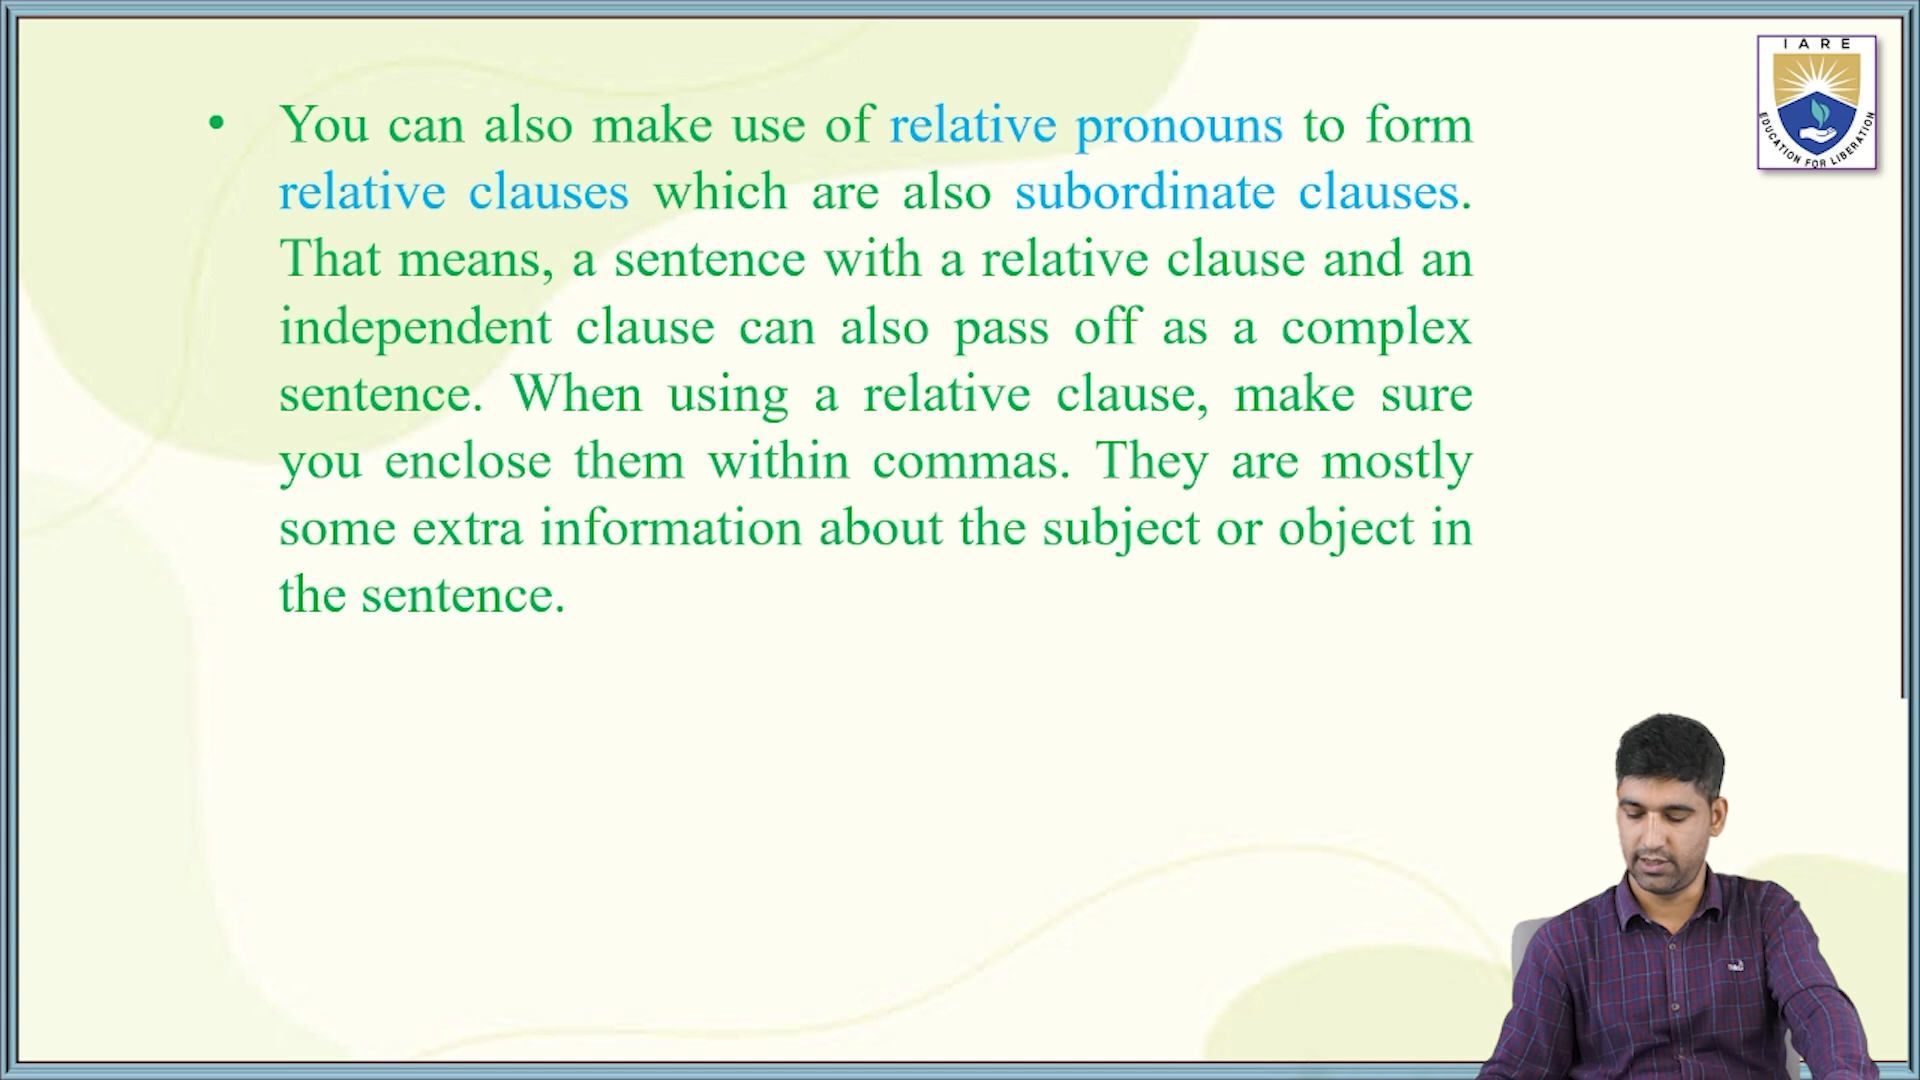 I A R E
EDUCATION FOR LIBERATION
• You can also make use of relative pronouns to form
relative clauses which are also subordinate clauses.
That means, a sentence with a relative clause and an
independent clause can also pass off as a complex
sentence. When using a relative clause, make sure
you enclose them within commas. They are mostly
some extra information about the subject or object in
the sentence.